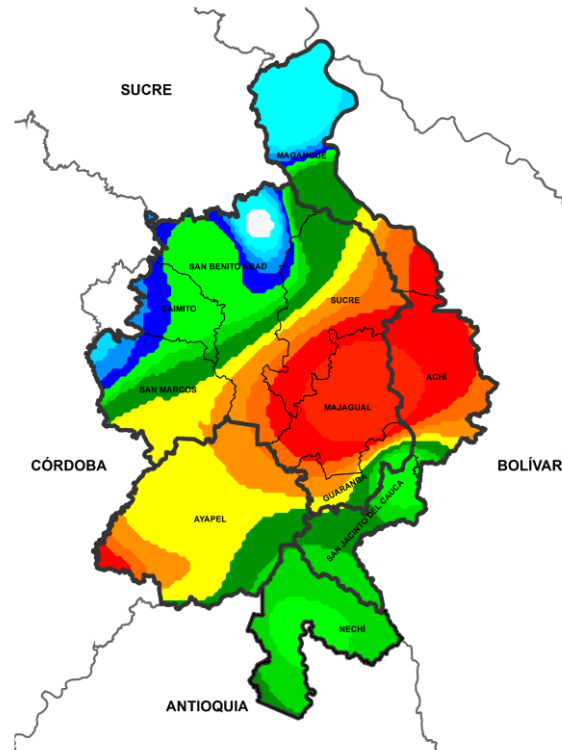 SUCRE
MAGANGUÉ
SAN BENITO ABAD
CAIMITO
SUCRE
SAN MARCOS
ACHÍ
MAJAGUAL
CÓRDOBA
BOLÍVAR
GUARANDA
AYAPEL
SAN JACINTO DEL CAUCA
NECHÍ
ANTIOQUIA